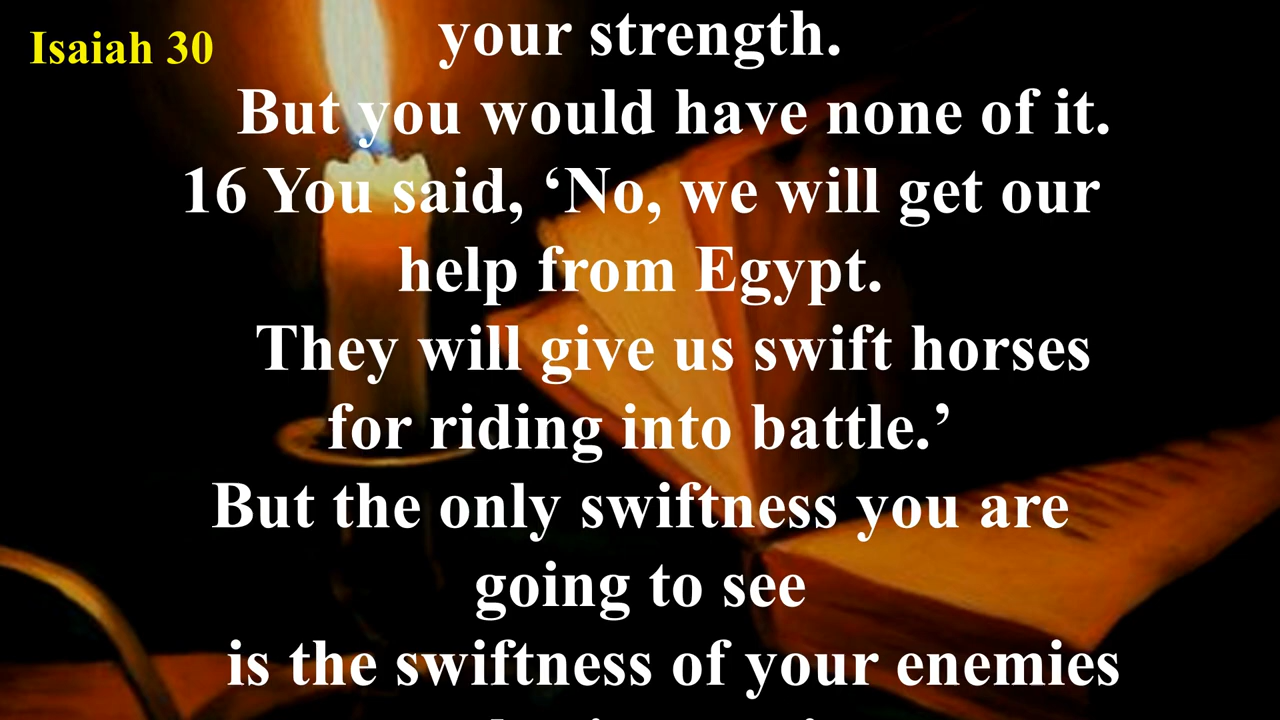 Isaiah 30
your strength.
But you would have none of it.
16 You said, ‘No, we will get our
help from Egypt.
They will give us swift horses
for riding into battle.’
But the only swiftness you are
going to see
is the swiftness of your enemies